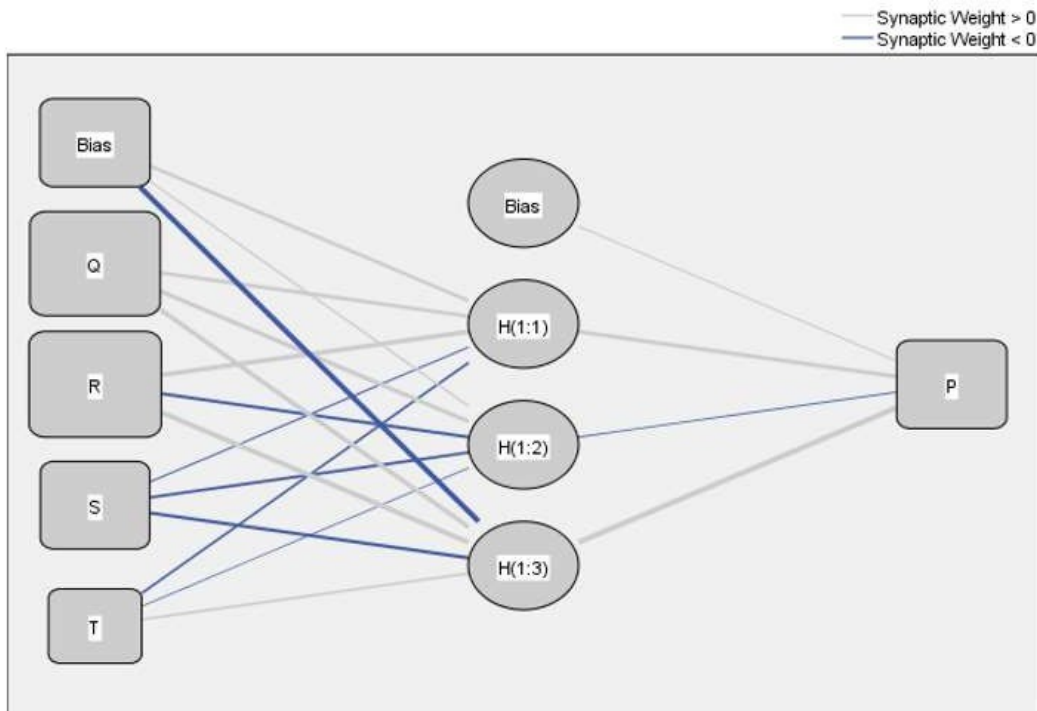 Synaptic Weight > 0
Synaptic Weight < 0
Bias
Q
R
S
T
Bias
H(1:1)
H(1:2)
H(1:3)
P